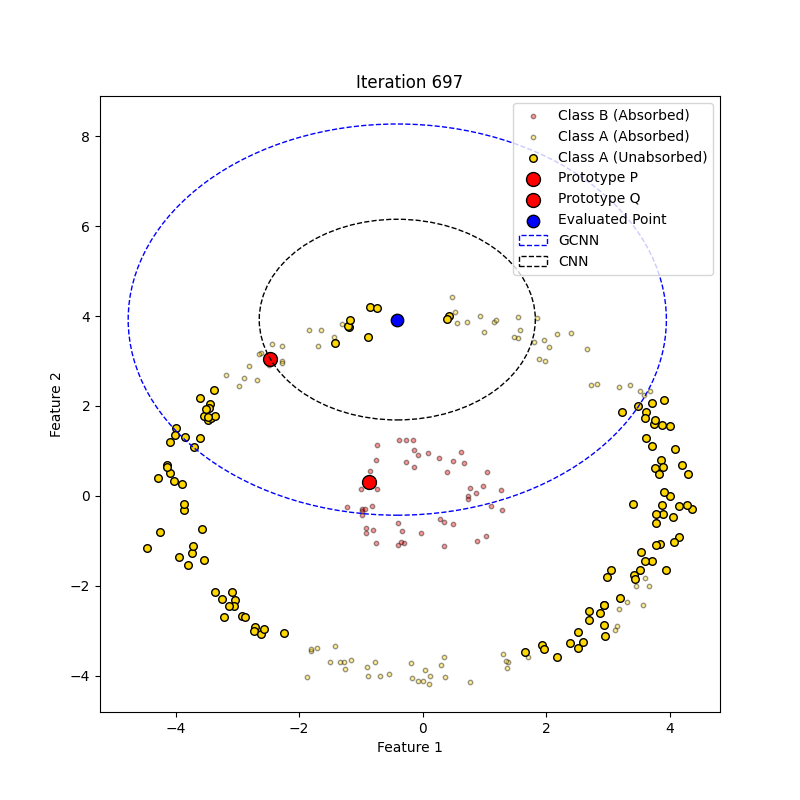 Iteration 697
Class B (Absorbed)
Class A (Absorbed)
Class A (Unabsorbed)
Prototype P
Prototype Q
Evaluated Point
GCNN
CNN
8
6
4
2
0
−2
−4
Feature 2
−4
−2
0
2
4
Feature 1